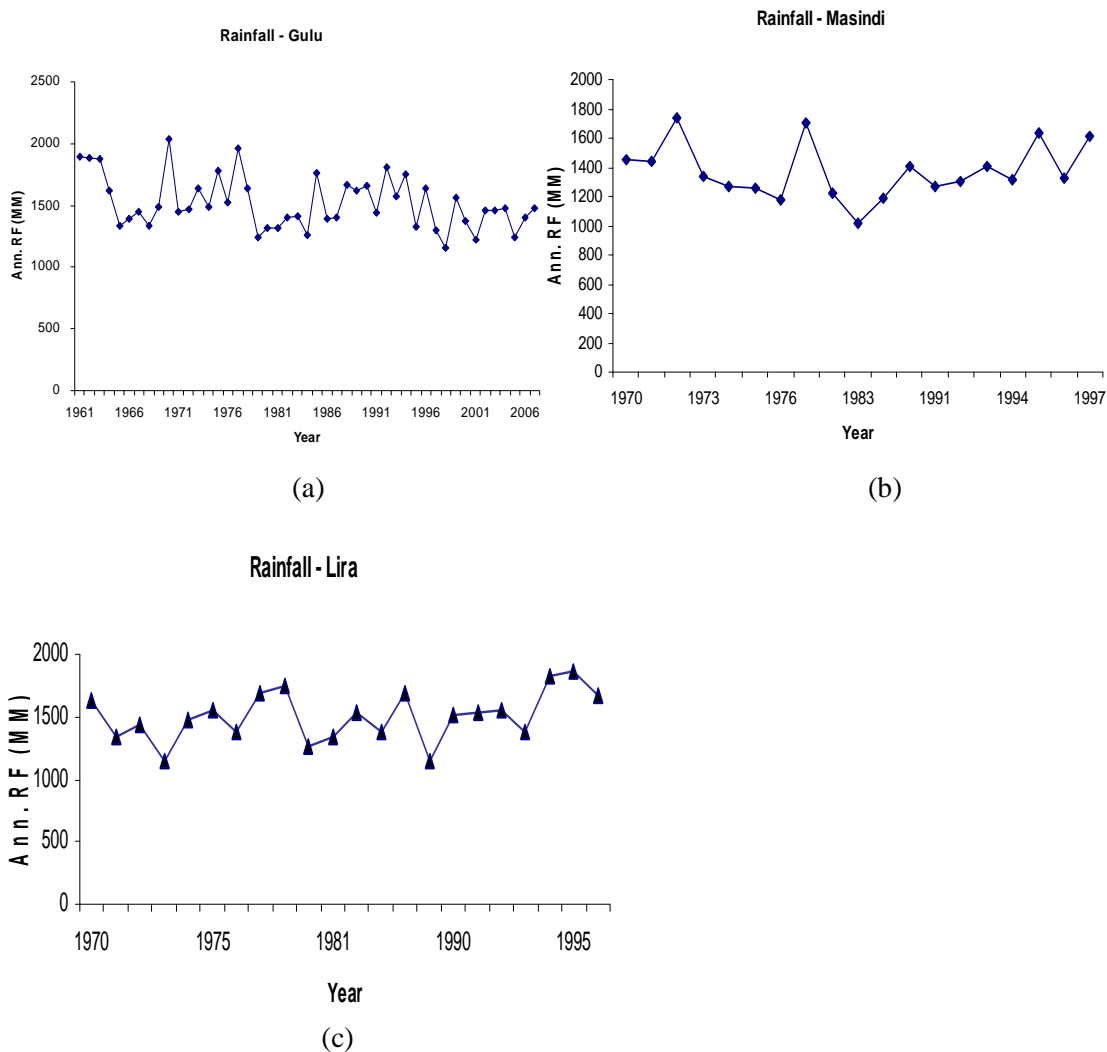 Rainfall - Gulu
2500
2000
1500
1000
500
0
Ann. RF (MM)
1961 1966 1971 1976 1981 1986 1991 1996 2001 2006
Year
(a)
Rainfall - Masindi
2000
1800
1600
1400
1200
1000
800
600
400
200
0
Ann. RF (MM)
1970 1973 1976 1983 1991 1994 1997
Year
(b)
Rainfall - Lira
2000
1500
1000
500
0
Ann. RF (MM)
1970 1975 1981 1990 1995
Year
(c)